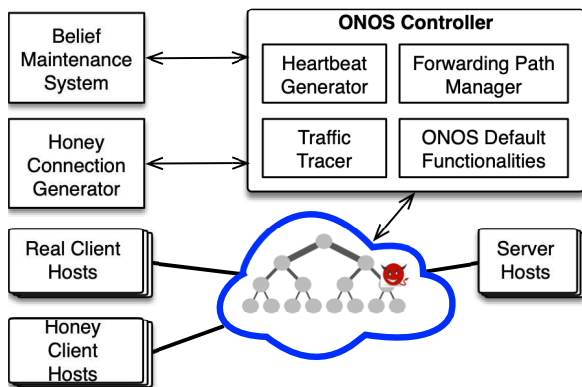 Belief
Maintenance
System
ONOS Controller
Heartbeat
Generator
Forwarding Path
Manager
Honey
Connection
Generator
Traffic
Tracer
ONOS Default
Functionalities
Real Client
Hosts
Server
Hosts
Honey
Client
Hosts